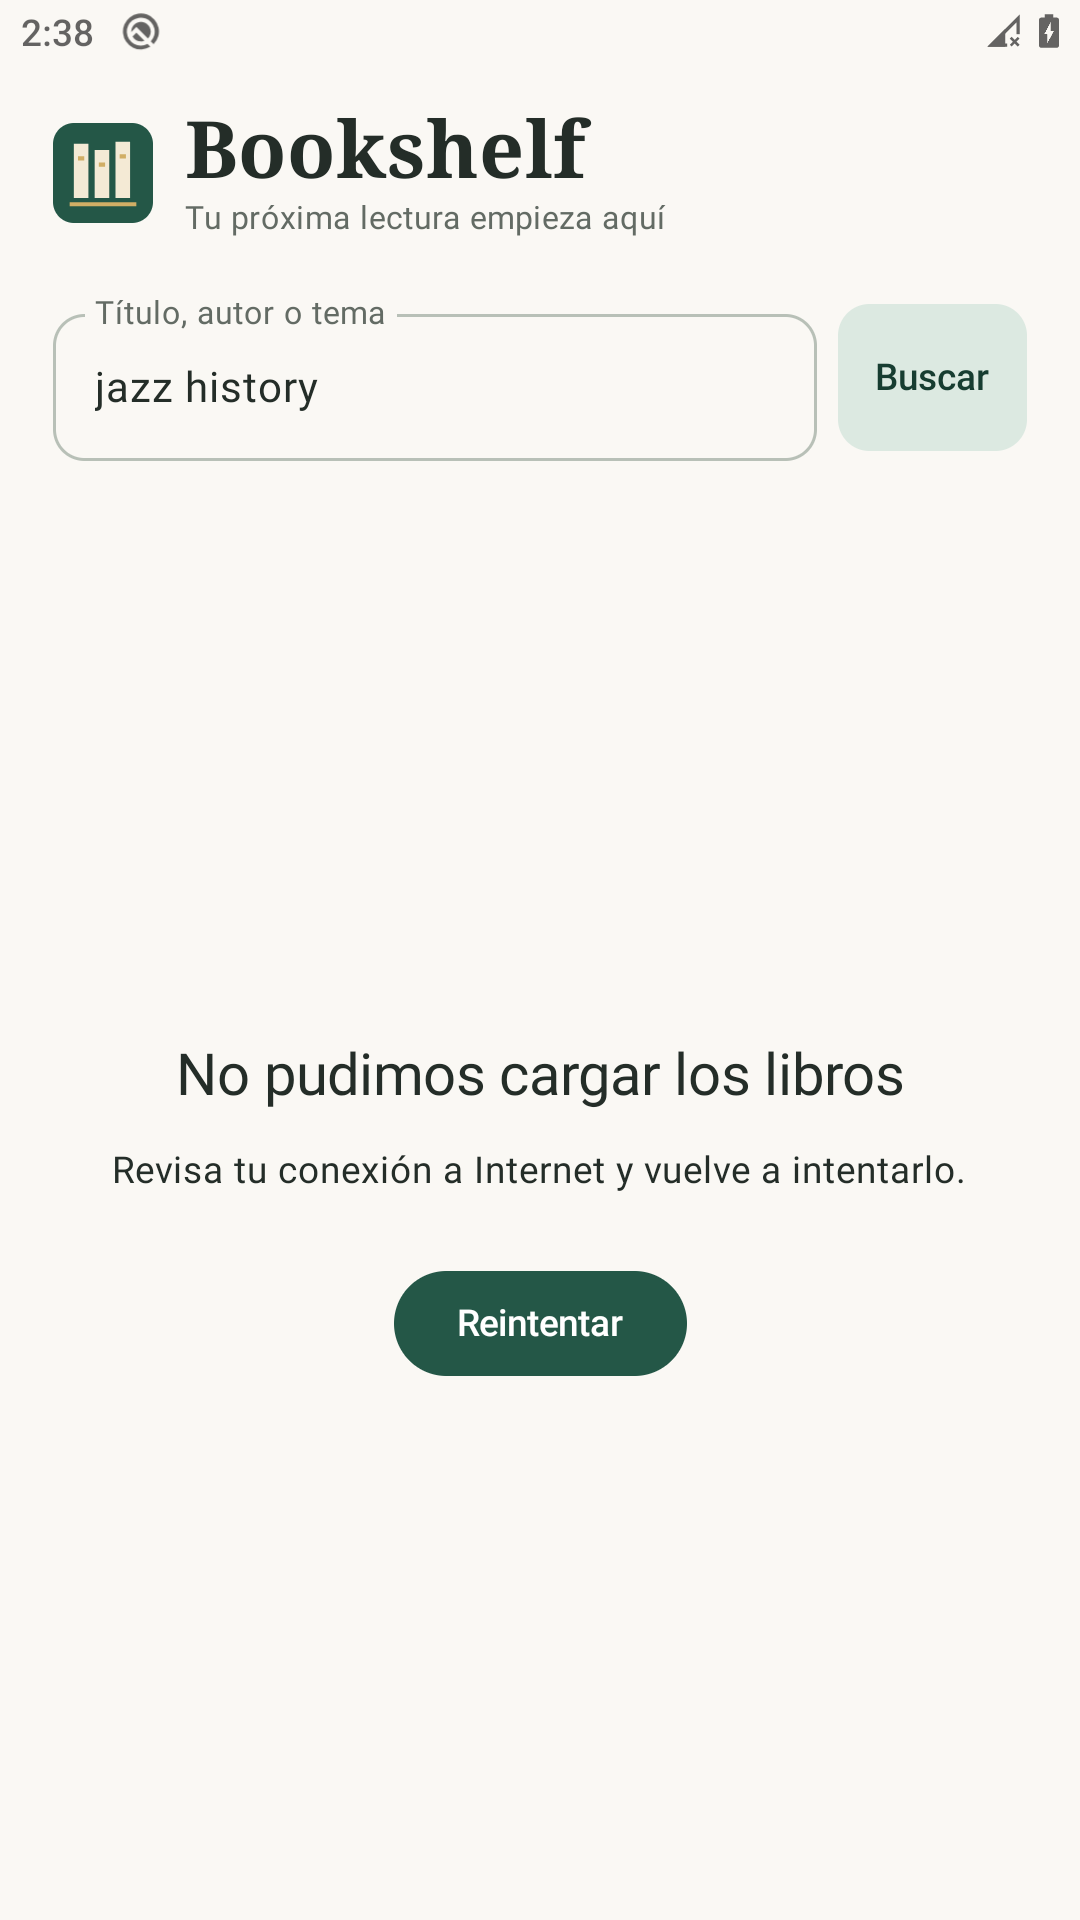 2:38
Bookshelf
Tu próxima lectura empieza aquí
Título, autor o tema
jazz history
Buscar
No pudimos cargar los libros
Revisa tu conexión a Internet y vuelve a intentarlo.
Reintentar